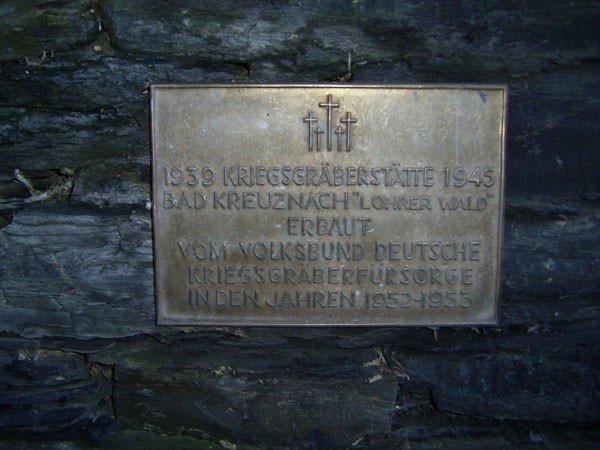 1939 KRIEGSGRÄBERSTÄTTE 1945
BAD KREUZNACH "LOHRER WALD"
ERBAUT
VOM VOLKSBUND DEUTSCHE
KRIEGSGRÄBERFÜRSORGE
IN DEN JAHREN 1952-1953